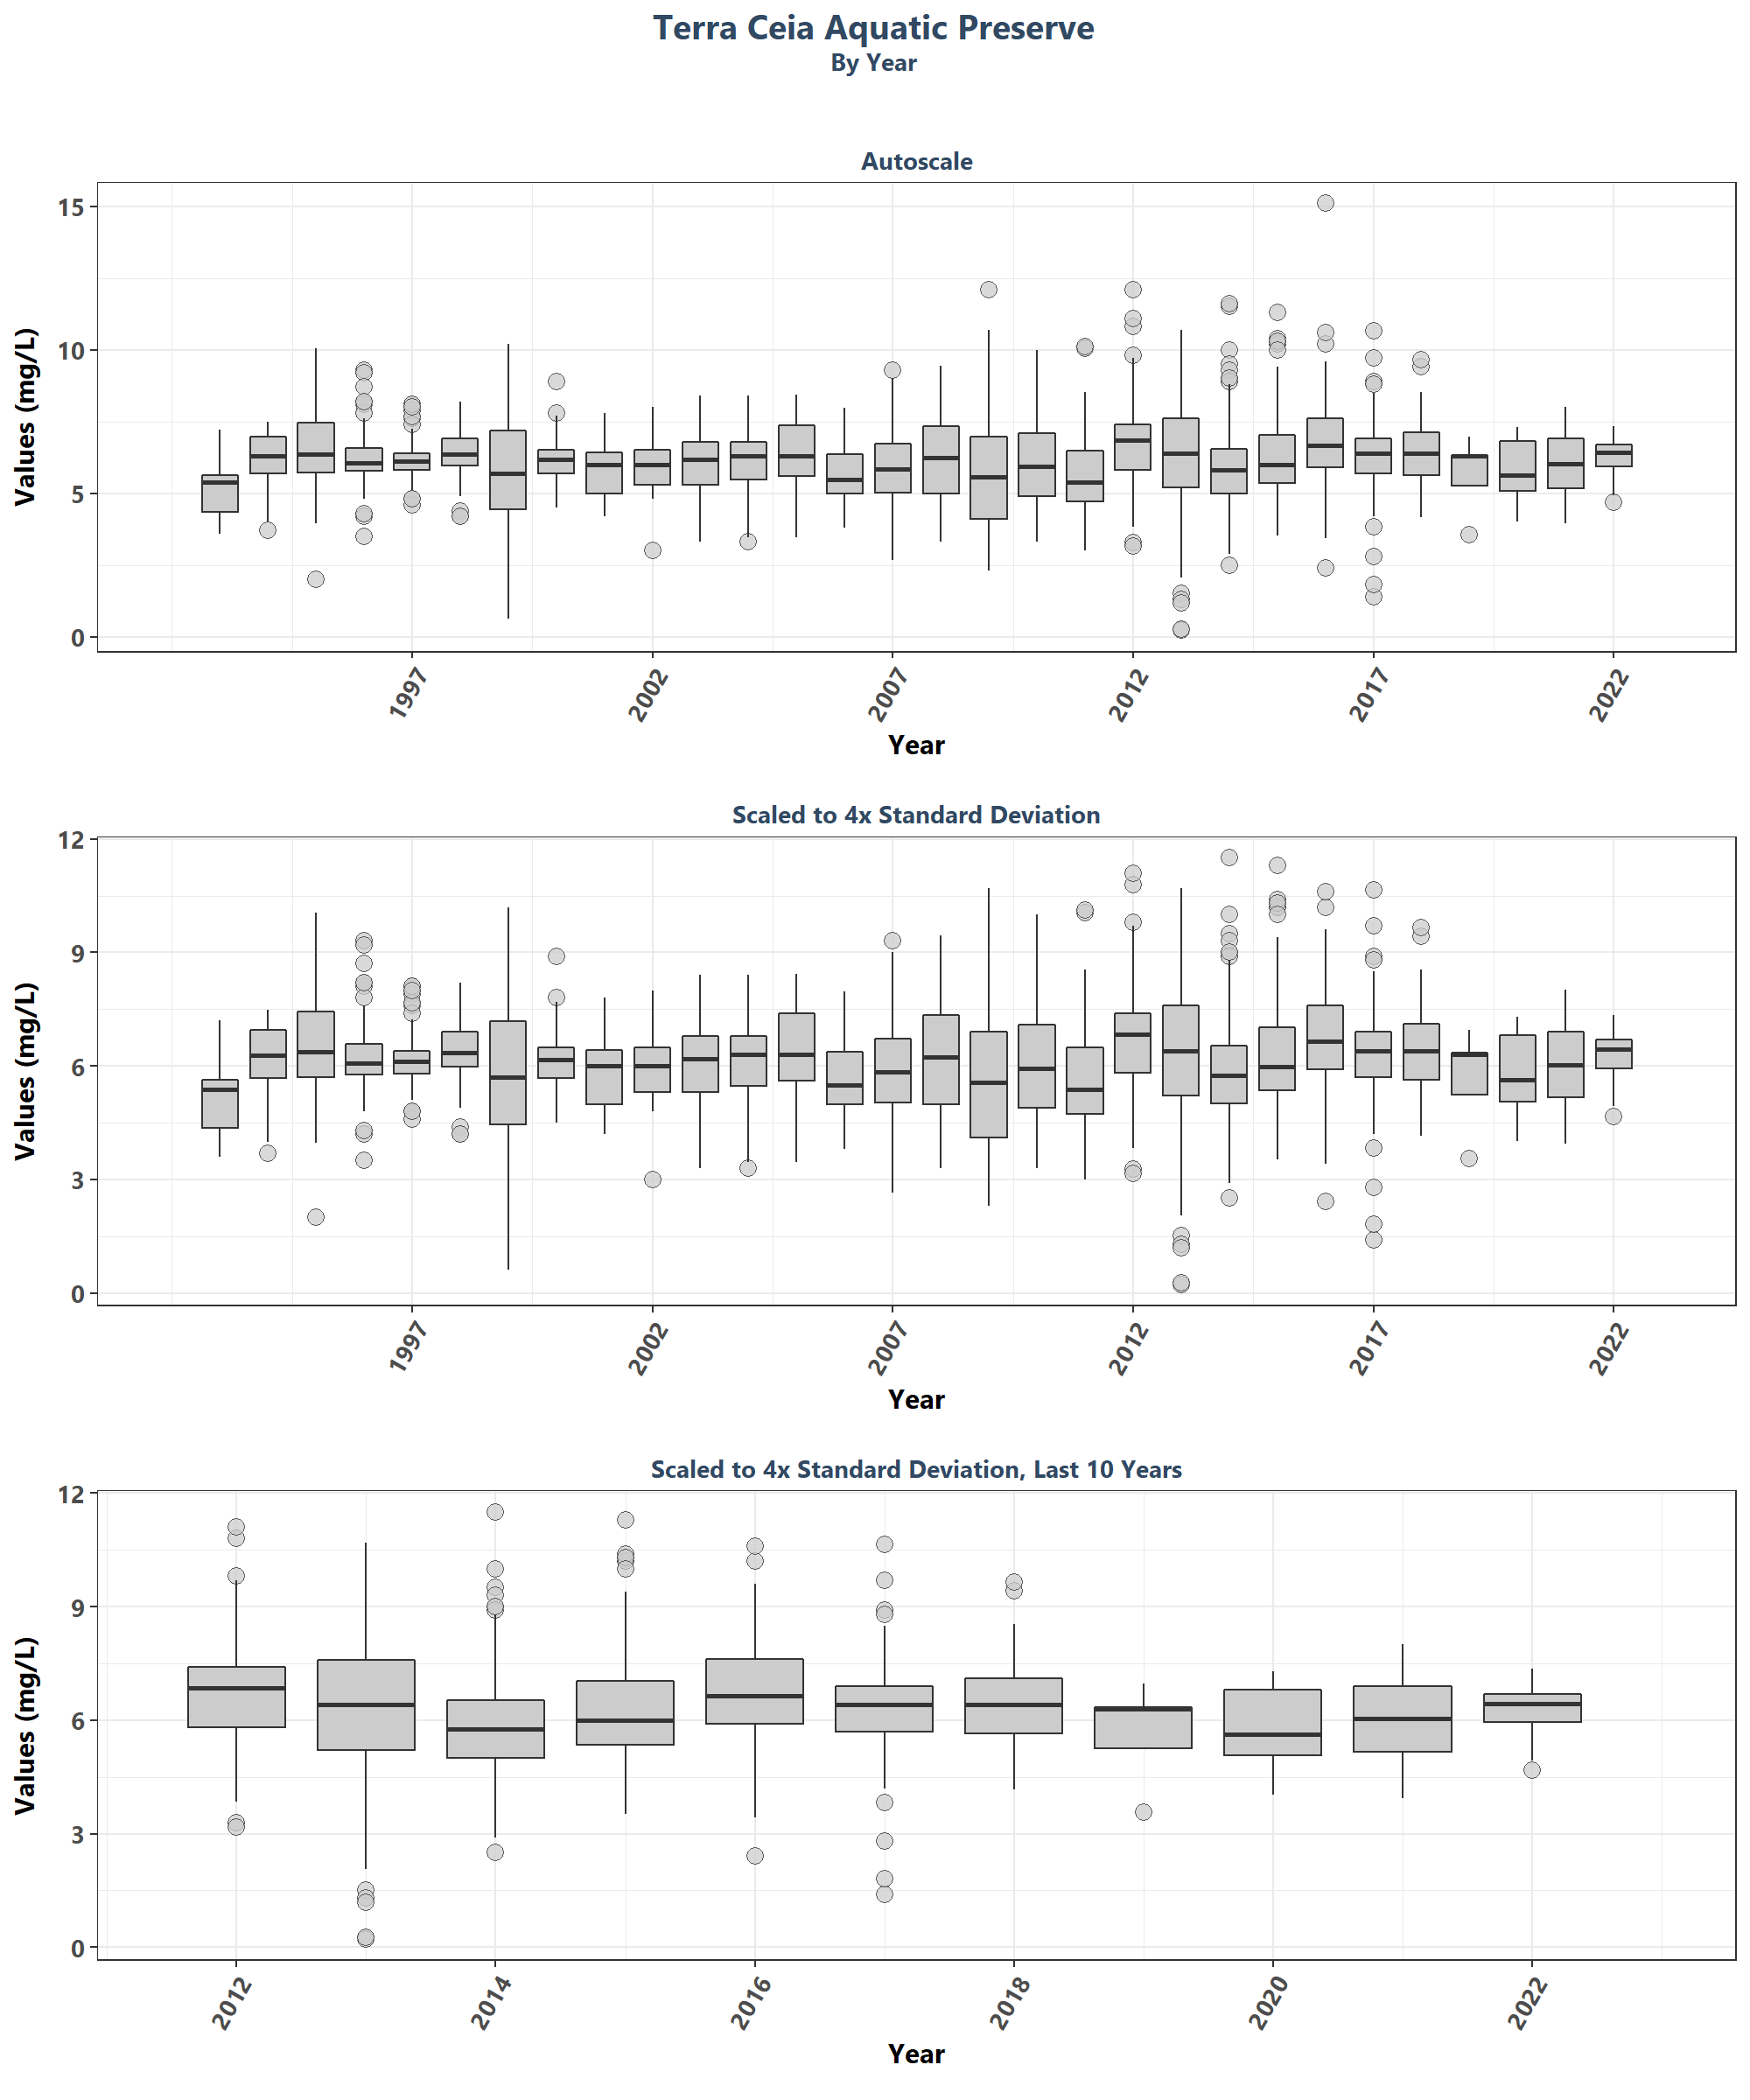 Terra Ceia Aquatic Preserve
By Year
Autoscale
Values (mg/L)
15
10
5
0
1997
2002
2007
2012
2017
2022
Year
Scaled to 4x Standard Deviation
Values (mg/L)
12
9
6
3
0
1997
2002
2007
2012
2017
2022
Year
Scaled to 4x Standard Deviation, Last 10 Years
Values (mg/L)
12
9
6
3
0
2012
2014
2016
2018
2020
2022
Year